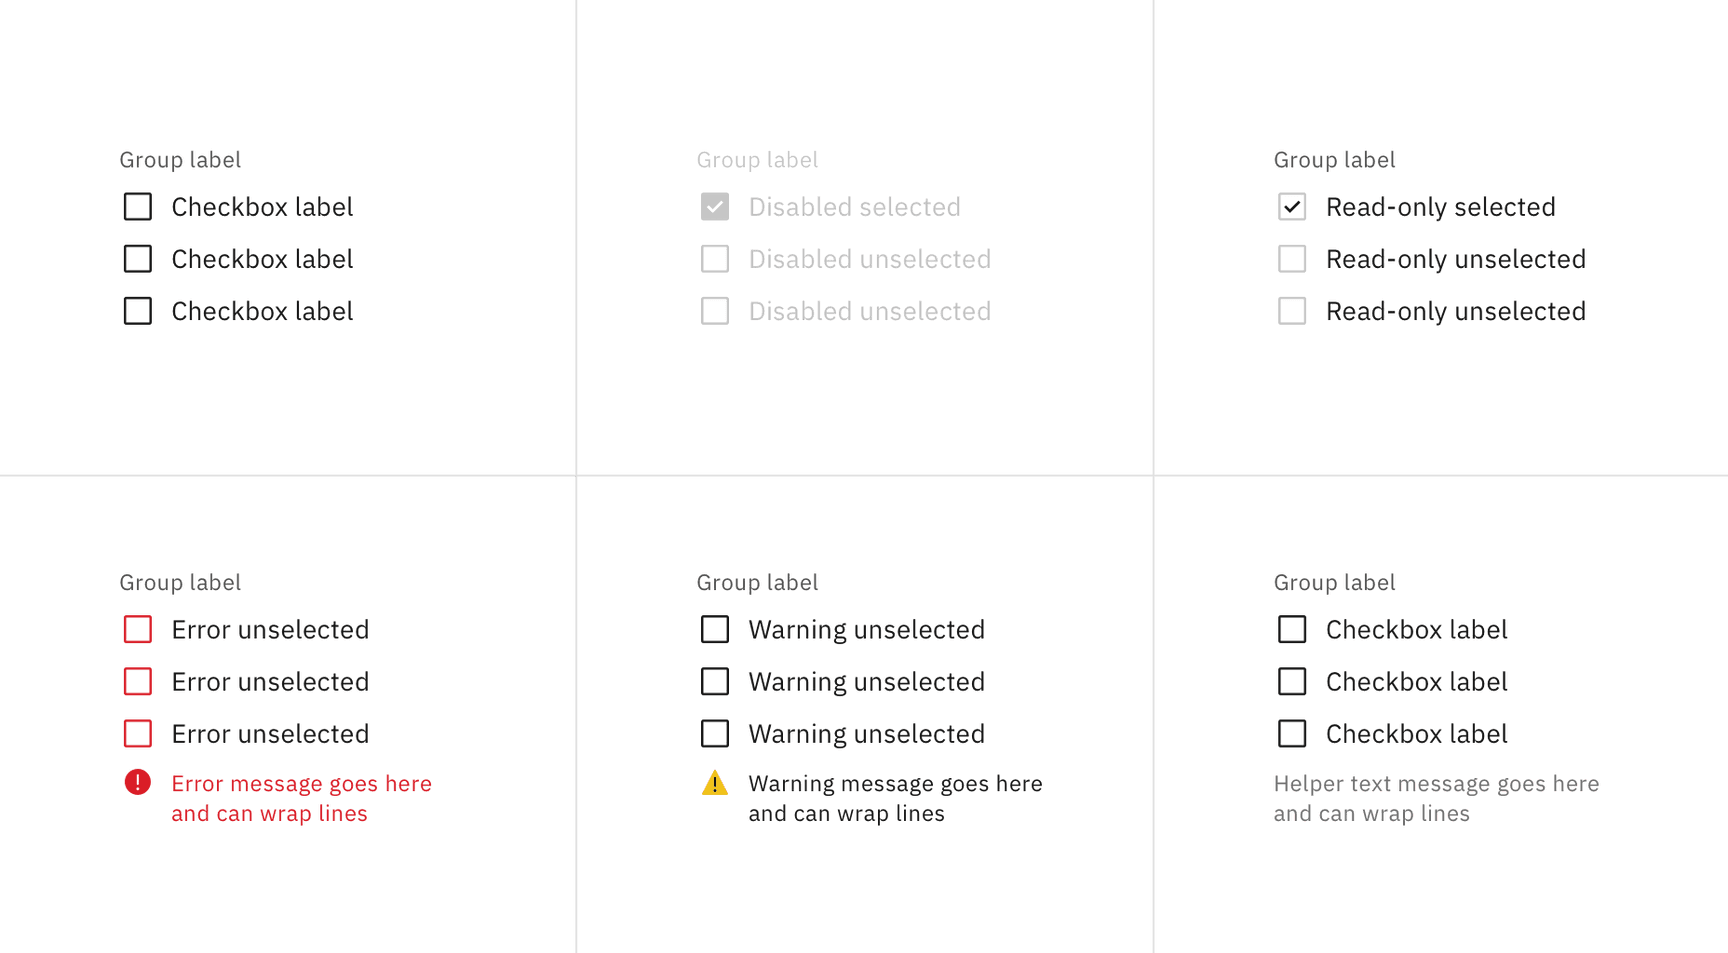 Group label
Checkbox label
Checkbox label
Checkbox label
Group label
Disabled selected
Disabled unselected
Disabled unselected
Group label
Read-only selected
Read-only unselected
Read-only unselected
Group label
Error unselected
Error unselected
Error unselected
Error message goes here
and can wrap lines
Group label
Warning unselected
Warning unselected
Warning unselected
Warning message goes here
and can wrap lines
Group label
Checkbox label
Checkbox label
Checkbox label
Helper text message goes here
and can wrap lines